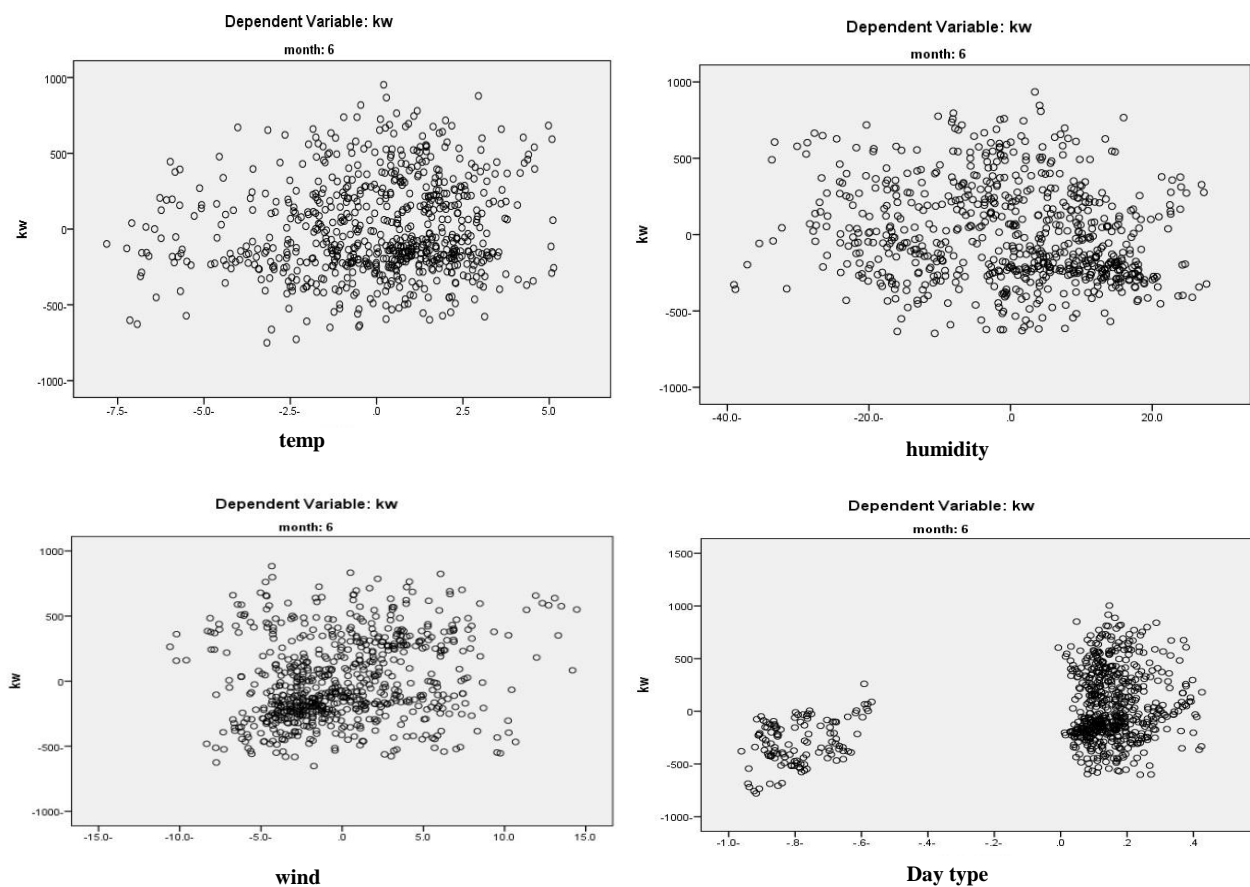 Dependent Variable: kw
month: 6
1000
500
0
-500-
-1000-
kw
-7.5-
-5.0-
-2.5-
.0
2.5
5.0
temp
Dependent Variable: kw
month: 6
1000
500
0
-500-
-1000-
kw
-40.0-
-20.0-
.0
20.0
humidity
Dependent Variable: kw
month: 6
1000
500
0
-500-
-1000-
kw
-15.0-
-10.0-
-5.0-
.0
5.0
10.0
15.0
wind
Dependent Variable: kw
month: 6
1500
1000
500
0
-500-
-1000-
kw
-1.0-
-.8-
-.6-
-.4-
-.2-
.0
.2
.4
Day type